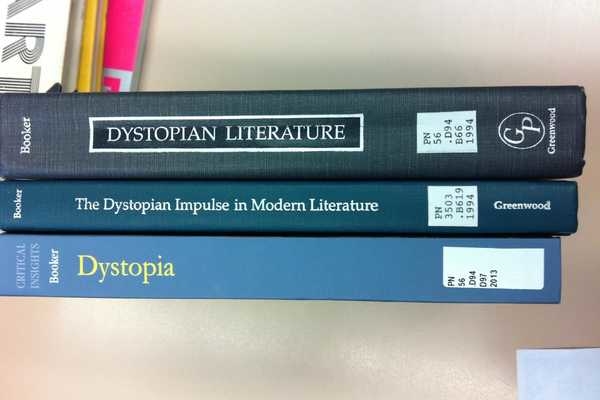 ART
Booker
DYSTOPIAN LITERATURE
PN
56
.D94
B66
1994
GP
Greenwood
Booker
The Dystopian Impulse in Modern Literature
PN
3503
.B619
1994
Greenwood
CRITICAL
INSIGHTS
Booker
Dystopia
PN
56
D94
D97
2013